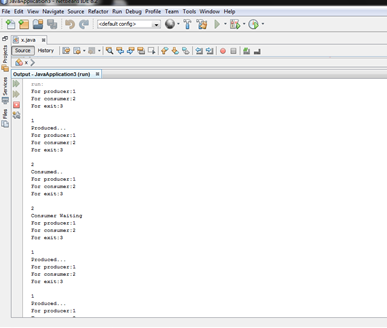 JavaApplication3 - NetBeans IDE 8.2
File Edit View Navigate Source Refactor Run Debug Profile Team Tools Window Help
<default config>
x.java
Source History
x
Projects
Services
Files
Output - JavaApplication3 (run)
run:
For producer:1
For consumer:2
For exit:3
1
Produced...
For producer:1
For consumer:2
For exit:3
2
Consumed..
For producer:1
For consumer:2
For exit:3
2
Consumer Waiting
For producer:1
For consumer:2
For exit:3
1
Produced...
For producer:1
For consumer:2
For exit:3
1
Produced...
For producer:1